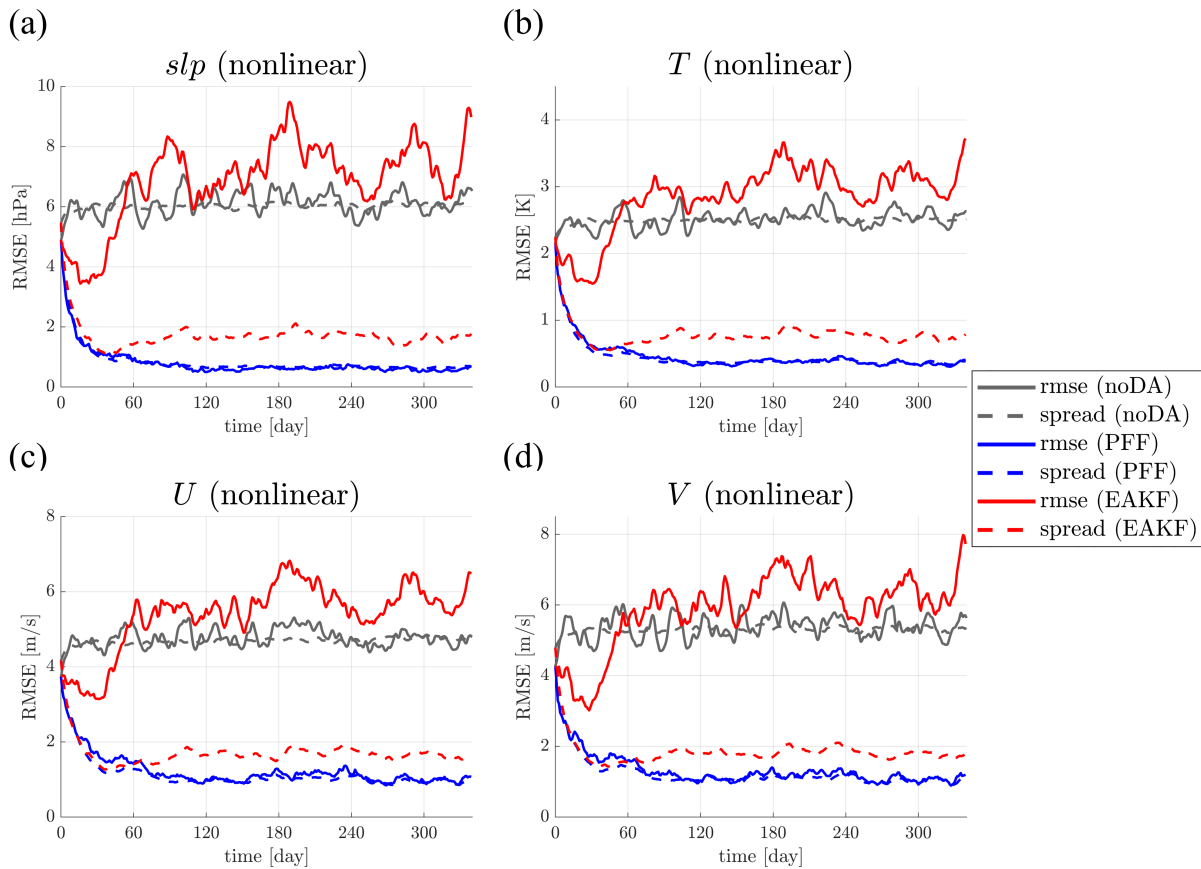 (a)
slp (nonlinear)
RMSE [hPa]
10
8
6
4
2
0
0 60 120 180 240 300
time [day]
(b)
T (nonlinear)
RMSE [K]
4
3
2
1
0
0 60 120 180 240 300
time [day]
rmse (noDA)
spread (noDA)
rmse (PFF)
spread (PFF)
rmse (EAKF)
spread (EAKF)
(c)
U (nonlinear)
RMSE [m/s]
8
6
4
2
0
0 60 120 180 240 300
time [day]
(d)
V (nonlinear)
RMSE [m/s]
8
6
4
2
0
0 60 120 180 240 300
time [day]